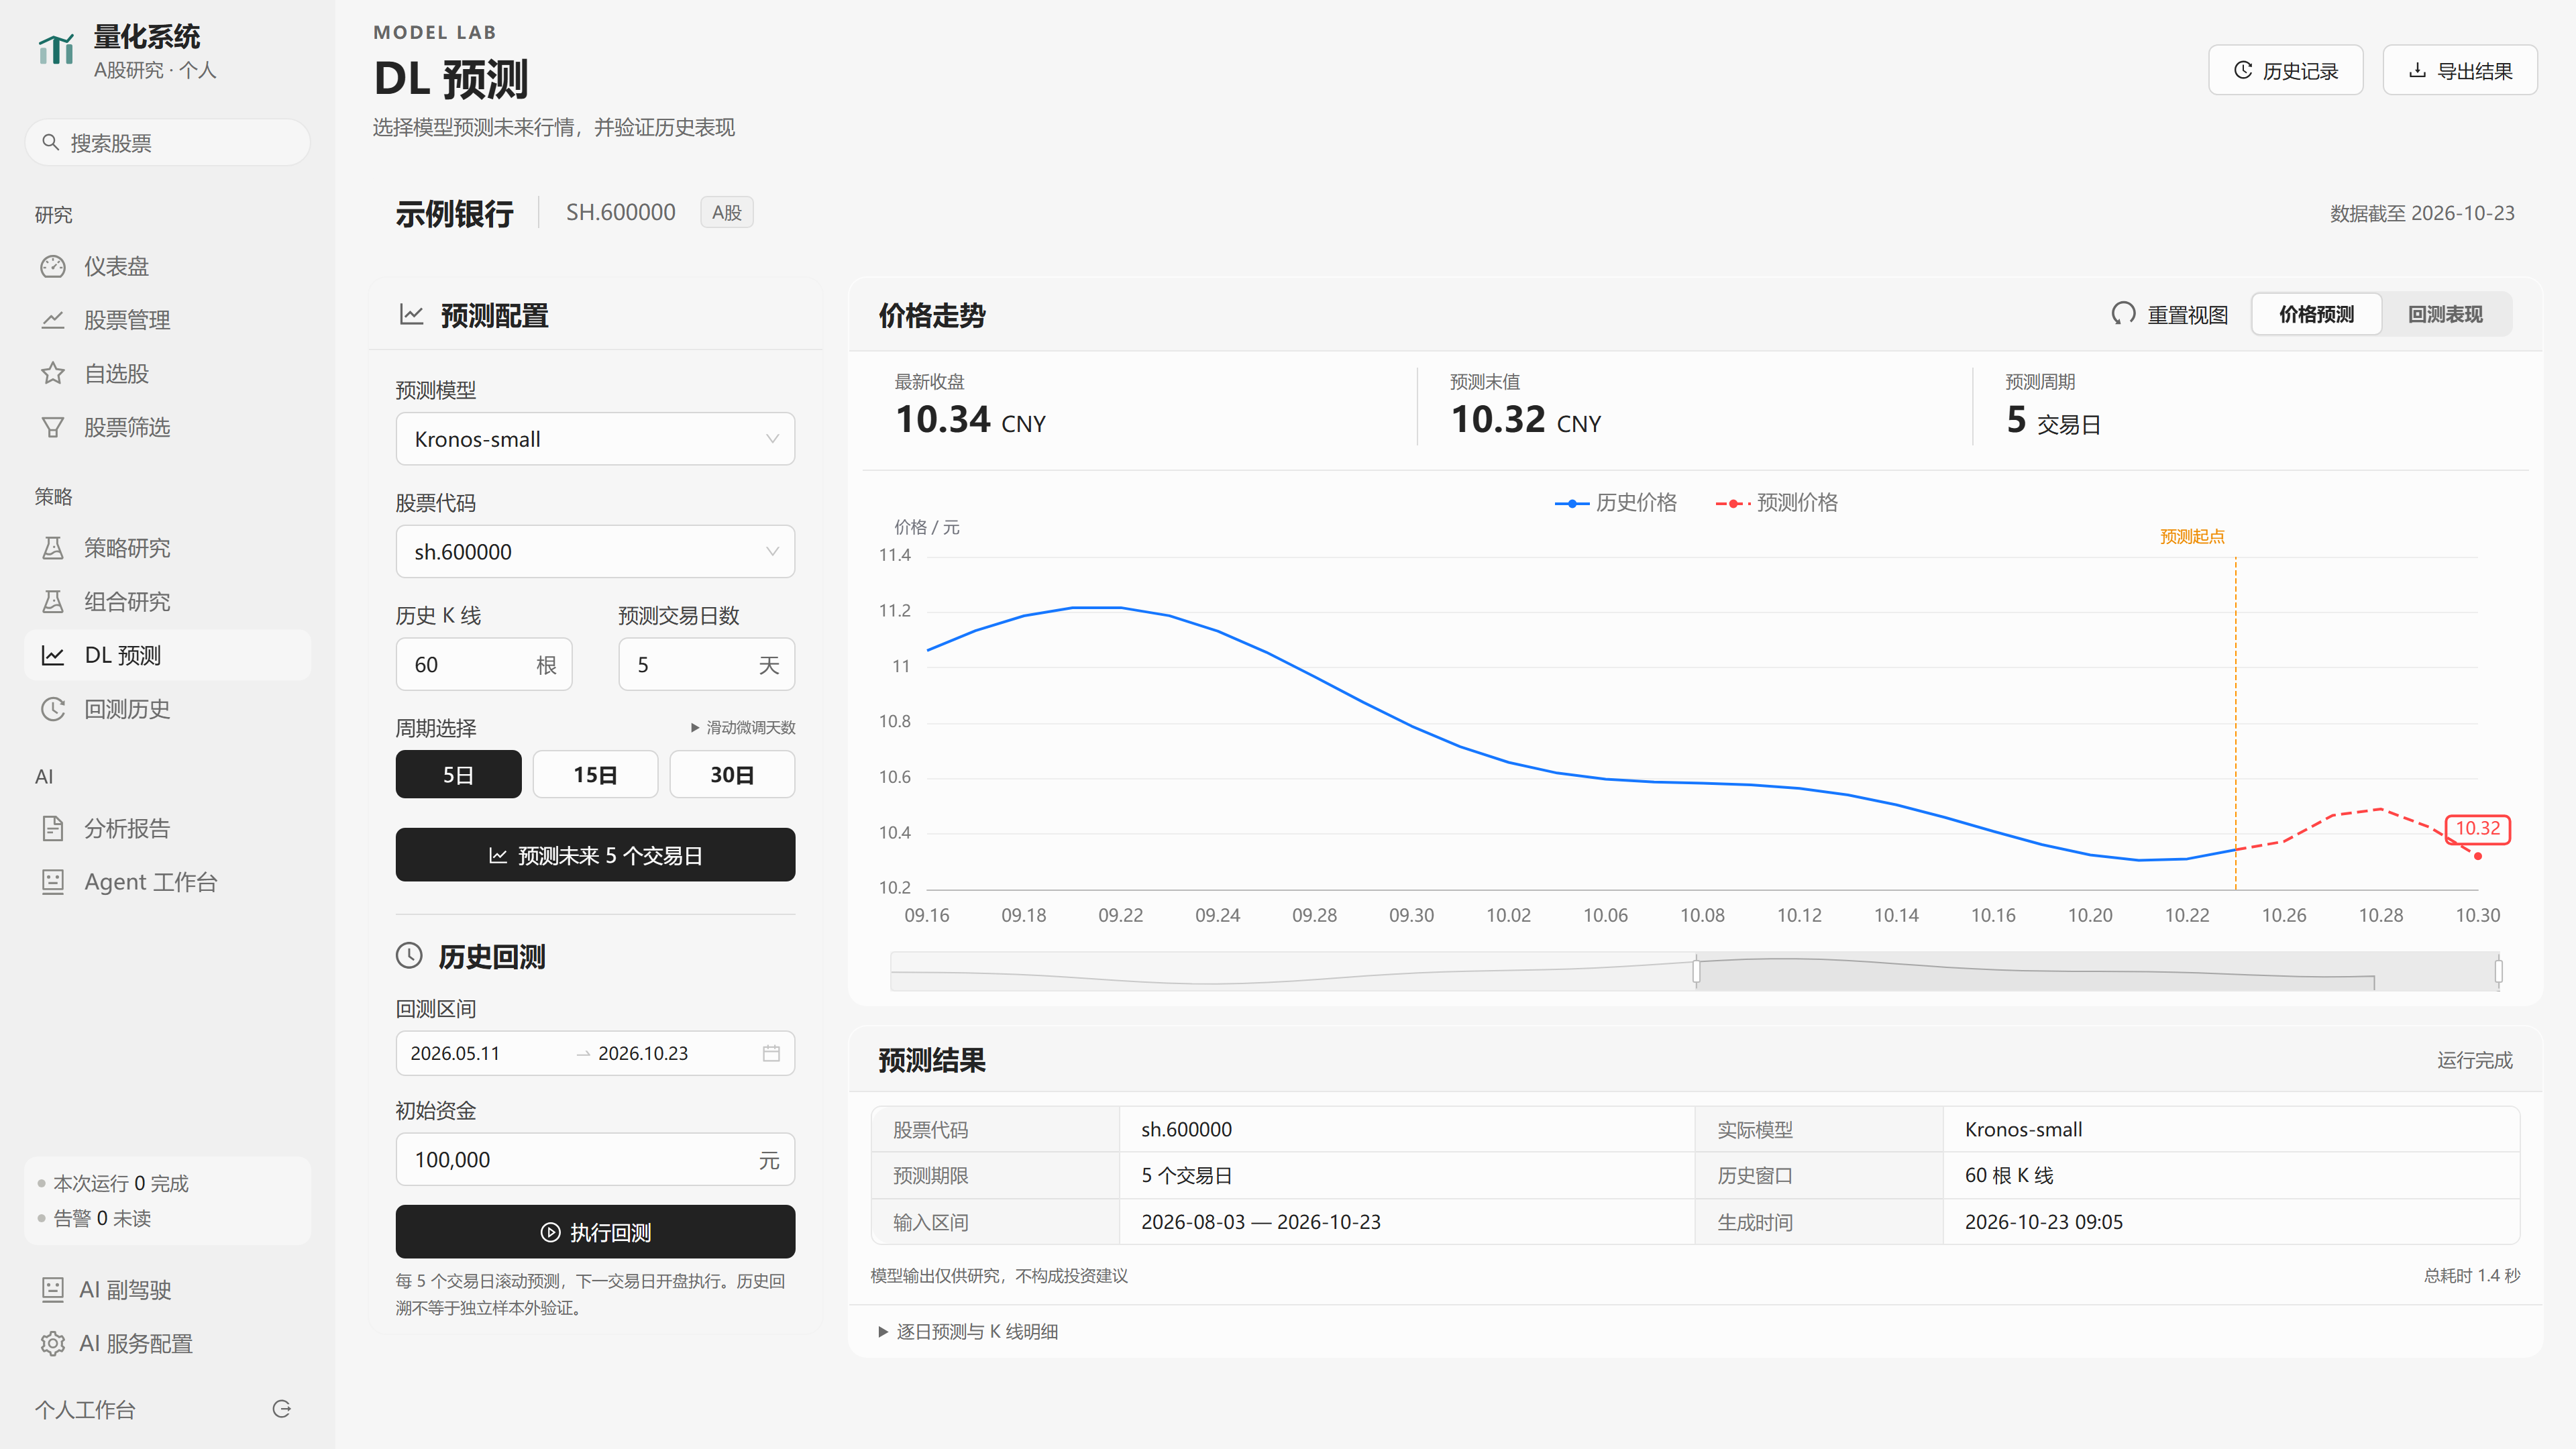 量化系统
A股研究 · 个人
搜索股票
研究
仪表盘
股票管理
自选股
股票筛选
策略
策略研究
组合研究
DL 预测
回测历史
AI
分析报告
Agent 工作台
本次运行 0 完成
告警 0 未读
AI 副驾驶
AI 服务配置
个人工作台
MODEL LAB
DL 预测
选择模型预测未来行情，并验证历史表现
历史记录
导出结果
示例银行
SH.600000
A股
数据截至 2026-10-23
预测配置
预测模型
Kronos-small
股票代码
sh.600000
历史 K 线
预测交易日数
60 根
5 天
周期选择
滑动微调天数
5日
15日
30日
预测未来 5 个交易日
历史回测
回测区间
2026.05.11
2026.10.23
初始资金
100,000 元
执行回测
每 5 个交易日滚动预测，下一交易日开盘执行。历史回
溯不等于独立样本外验证。
价格走势
重置视图
价格预测
回测表现
最新收盘
10.34 CNY
预测末值
10.32 CNY
预测周期
5 交易日
历史价格
预测价格
价格 / 元
预测起点
11.4
11.2
11
10.8
10.6
10.4
10.2
10.32
09.16
09.18
09.22
09.24
09.28
09.30
10.02
10.06
10.08
10.12
10.14
10.16
10.20
10.22
10.26
10.28
10.30
预测结果
运行完成
股票代码
sh.600000
实际模型
Kronos-small
预测期限
5 个交易日
历史窗口
60 根 K 线
输入区间
2026-08-03 — 2026-10-23
生成时间
2026-10-23 09:05
模型输出仅供研究，不构成投资建议
总耗时 1.4 秒
逐日预测与 K 线明细